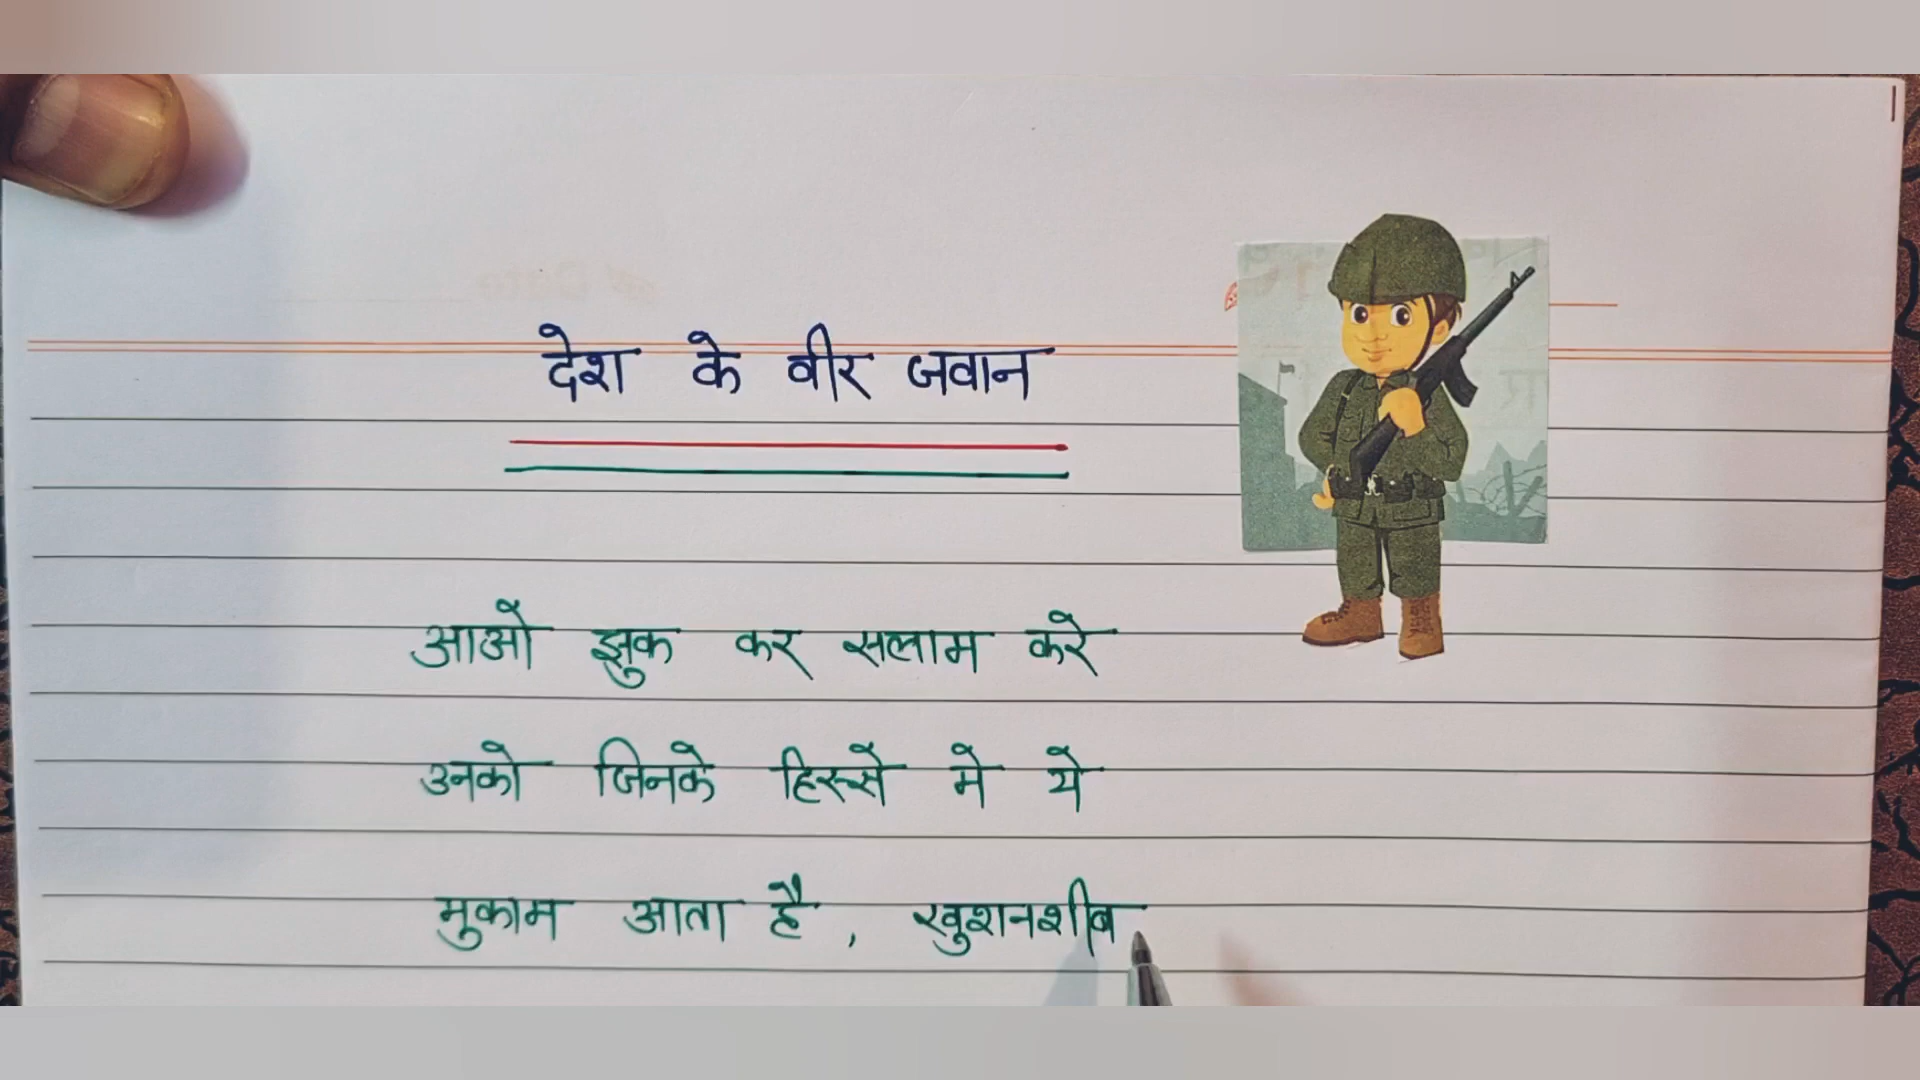 देश के वीर जवान
आओ झुक कर सलाम करे
उनको जिनके हिस्से मे ये
मुकाम आता है, खुशनशीब